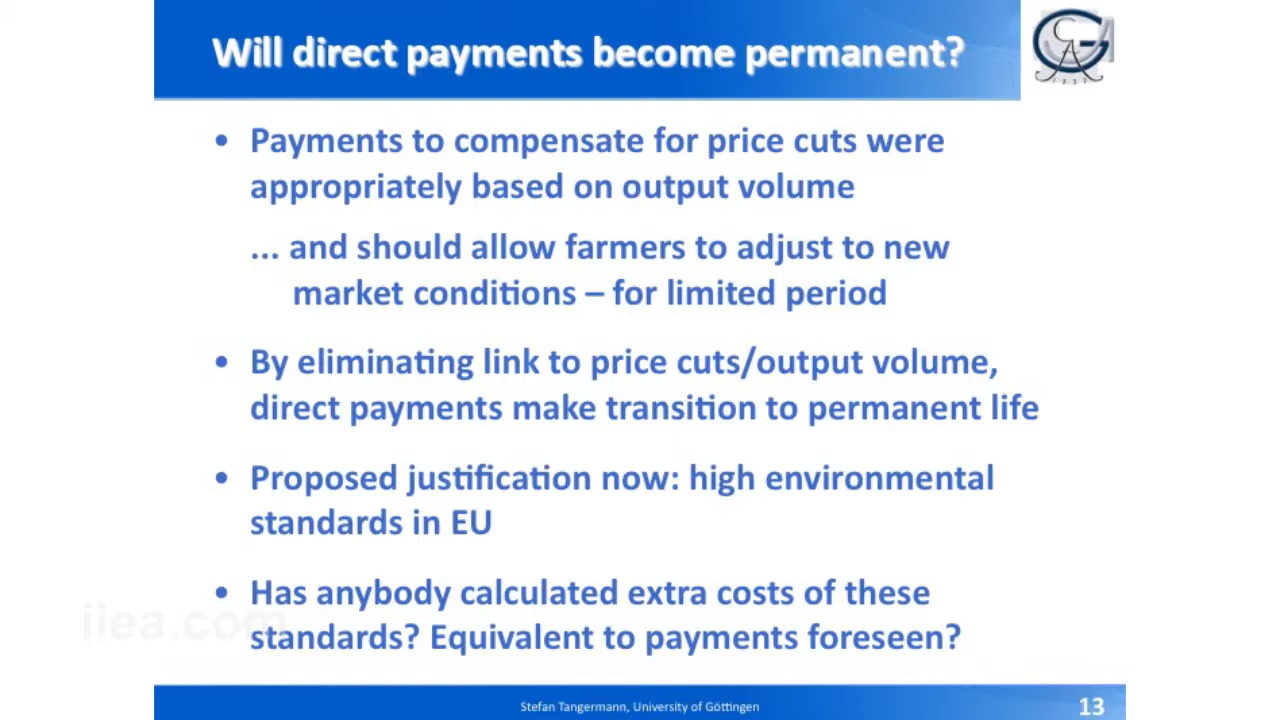 Will direct payments become permanent?
• Payments to compensate for price cuts were
appropriately based on output volume
... and should allow farmers to adjust to new
market conditions – for limited period
• By eliminating link to price cuts/output volume,
direct payments make transition to permanent life
• Proposed justification now: high environmental
standards in EU
• Has anybody calculated extra costs of these
standards? Equivalent to payments foreseen?
iiea.com
Stefan Tangermann, University of Göttingen
13